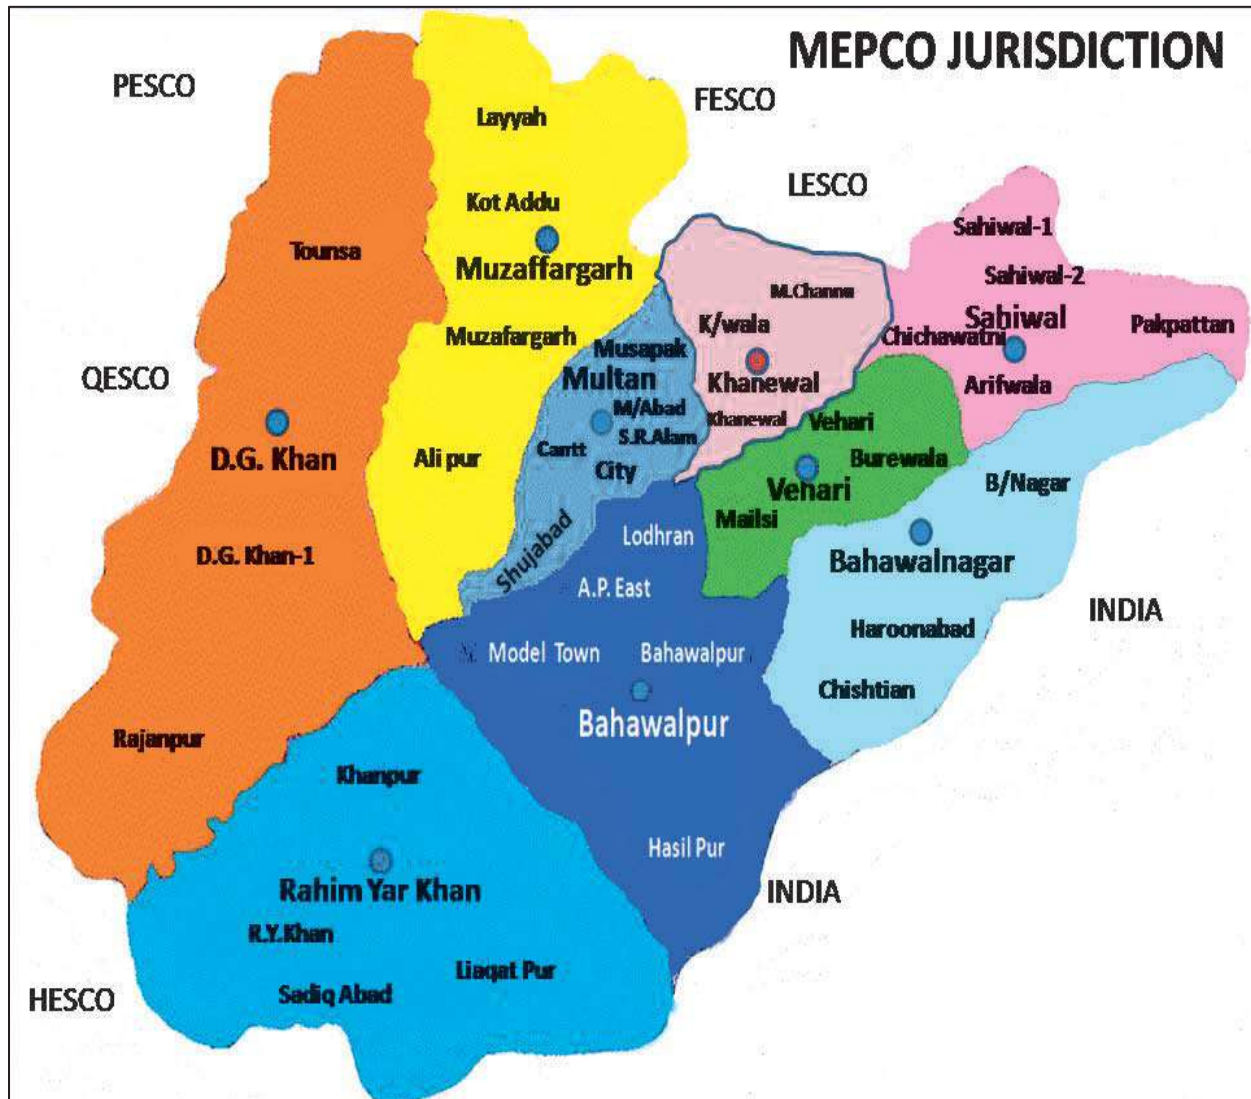 MEPCO JURISDICTION
PESCO
FESCO
LESCO
QESCO
HESCO
INDIA
INDIA
Layyah
Kot Addu
Muzaffargarh
Muzafargarh
Ali pur
Tounsa
D.G. Khan
D.G. Khan-1
Rajanpur
Musapak
Multan
M/Abad
S.R.Alam
Cantt
City
Shujabad
M.Channu
K/wala
Khanewal
Khanewal
Sahiwal-1
Sahiwal-2
Sahiwal
Chichawatni
Pakpattan
Arifwala
Vehari
Burewala
Vehari
Mailsi
B/Nagar
Bahawalnagar
Haroonabad
Chishtian
Lodhran
A.P. East
Model Town
Bahawalpur
Bahawalpur
Hasil Pur
Khanpur
Rahim Yar Khan
R.Y.Khan
Liaqat Pur
Sadiq Abad